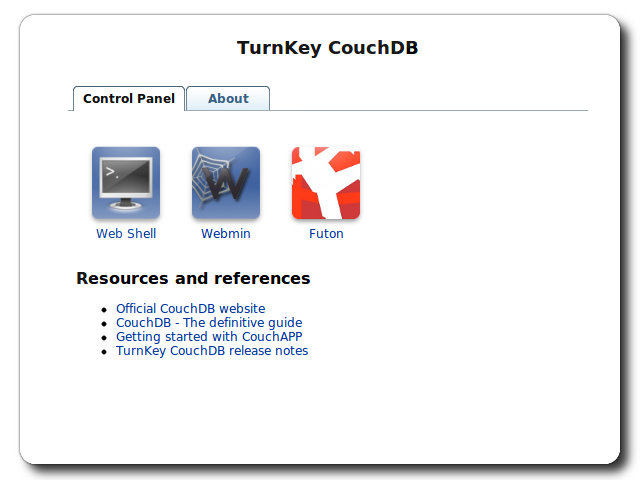 TurnKey CouchDB
Control Panel
About
>_
W
Web Shell
Webmin
Futon
Resources and references
Official CouchDB website
CouchDB - The definitive guide
Getting started with CouchAPP
TurnKey CouchDB release notes